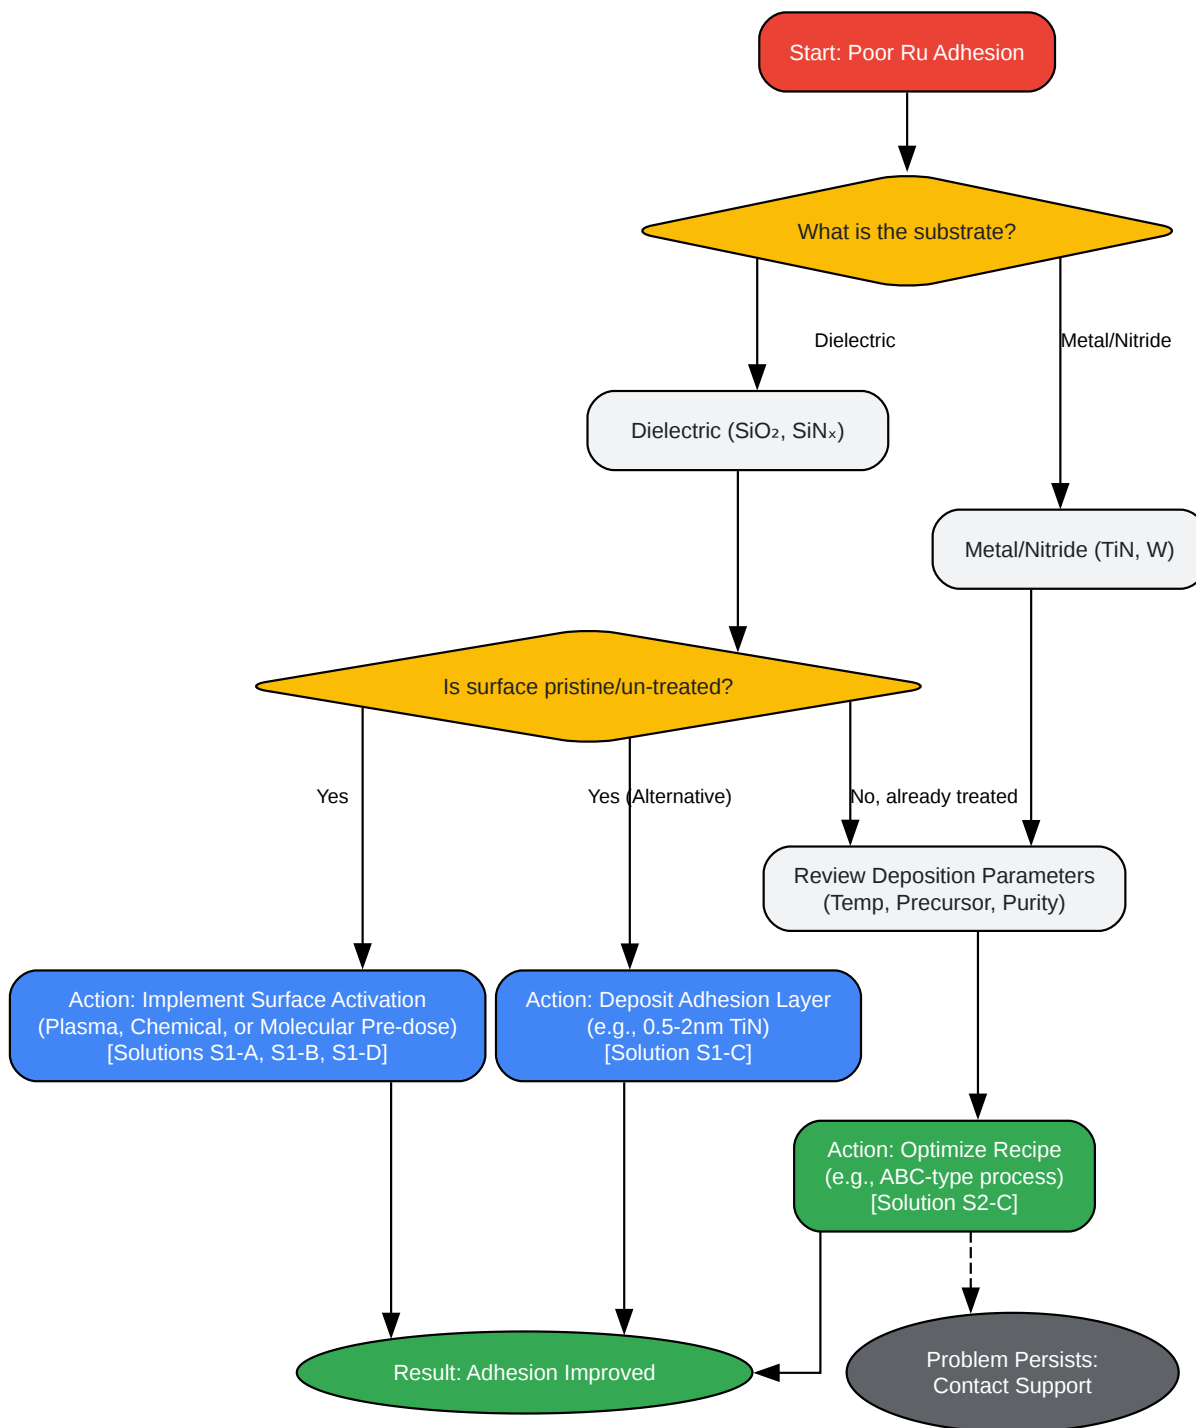 Start: Poor Ru Adhesion
What is the substrate?
Dielectric
Metal/Nitride
Dielectric (SiO₂, SiNₓ)
Metal/Nitride (TiN, W)
Is surface pristine/un-treated?
Yes
Yes (Alternative)
No, already treated
Review Deposition Parameters
(Temp, Precursor, Purity)
Action: Implement Surface Activation
(Plasma, Chemical, or Molecular Pre-dose)
[Solutions S1-A, S1-B, S1-D]
Action: Deposit Adhesion Layer
(e.g., 0.5-2nm TiN)
[Solution S1-C]
Action: Optimize Recipe
(e.g., ABC-type process)
[Solution S2-C]
Result: Adhesion Improved
Problem Persists:
Contact Support